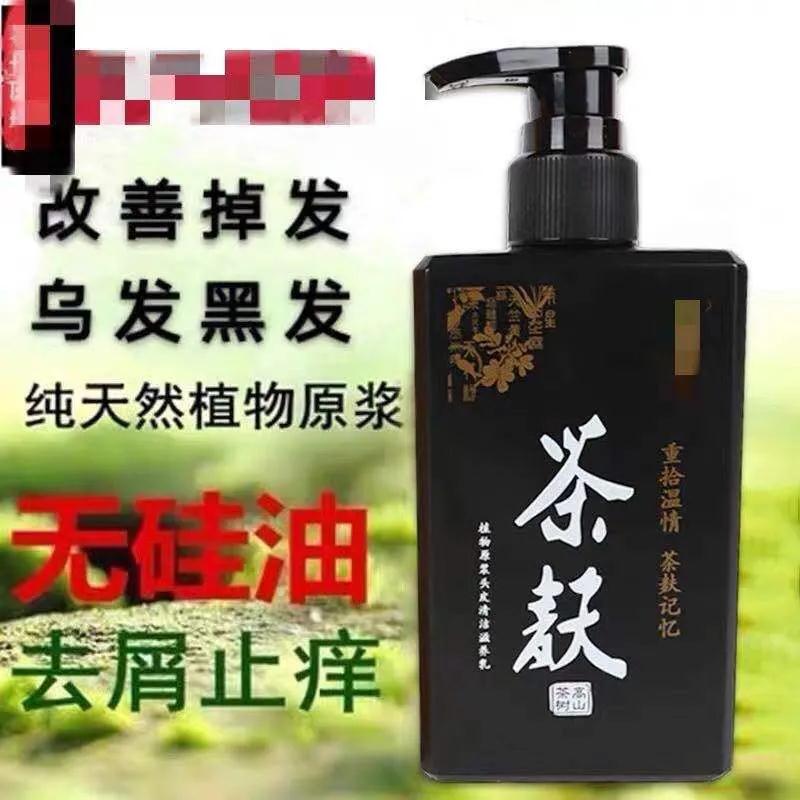 改善掉发
乌发黑发
纯天然植物原浆
无硅油
去屑止痒
茶麸
重拾温情 茶麸记忆
植物原浆头皮清洁滋养乳
高山
茶树